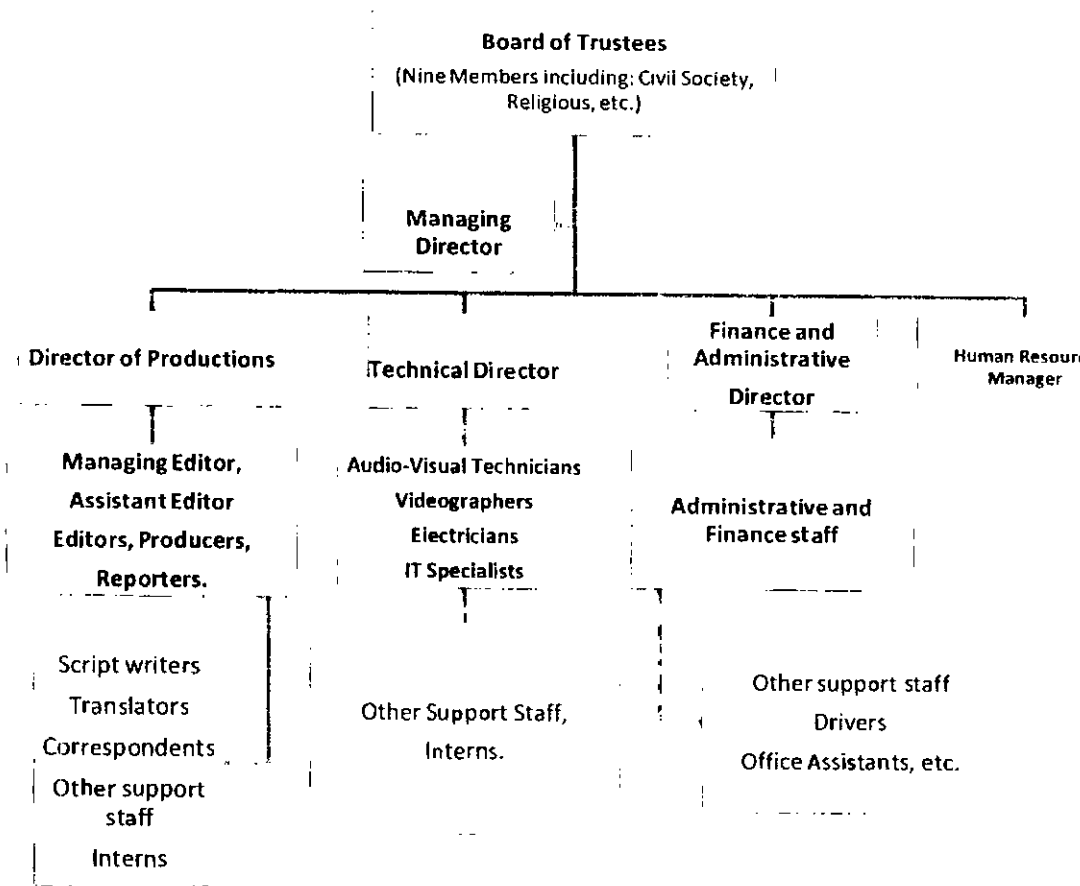 Board of Trustees
(Nine Members including: Civil Society,
Religious, etc.)
Managing
Director
Director of Productions
Technical Director
Finance and
Administrative
Director
Human Resour
Manager
Managing Editor,
Assistant Editor
Editors, Producers,
Reporters.
Audio-Visual Technicians
Videographers
Electricians
IT Specialists
Administrative and
Finance staff
Script writers
Translators
Correspondents
Other support
staff
Interns
Other Support Staff,
Interns.
Other support staff
Drivers
Office Assistants, etc.